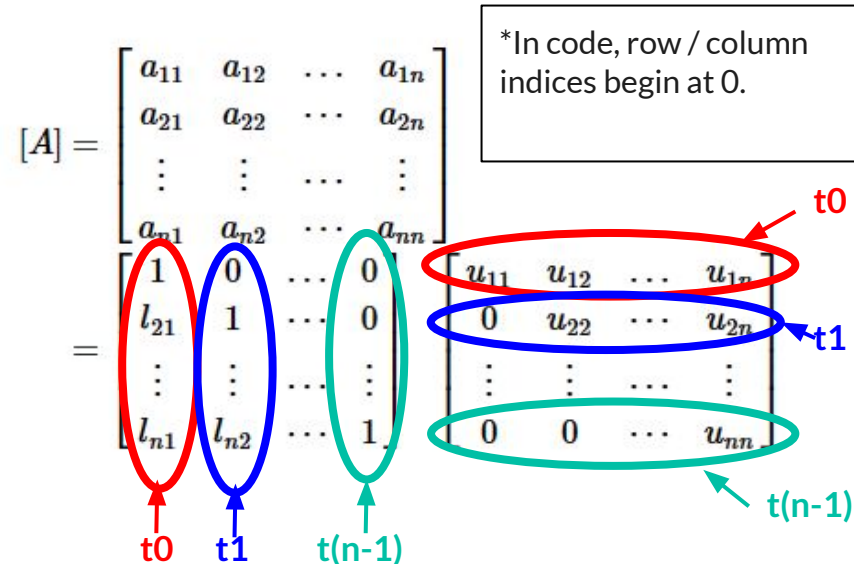 *In code, row / column
indices begin at 0.
[A] =
a11 a12 ... a1n
a21 a22 ... a2n
⋮ ⋮ ... ⋮
an1 an2 ... ann
t0
=
1 0 ... 0 u11 u12 ... u1n
l21 1 ... 0 0 u22 ... u2n
t1
⋮ ⋮ ... ⋮ ⋮ ⋮ ... ⋮
ln1 ln2 ... 1 0 0 ... unn
t(n-1)
t0 t1 t(n-1)